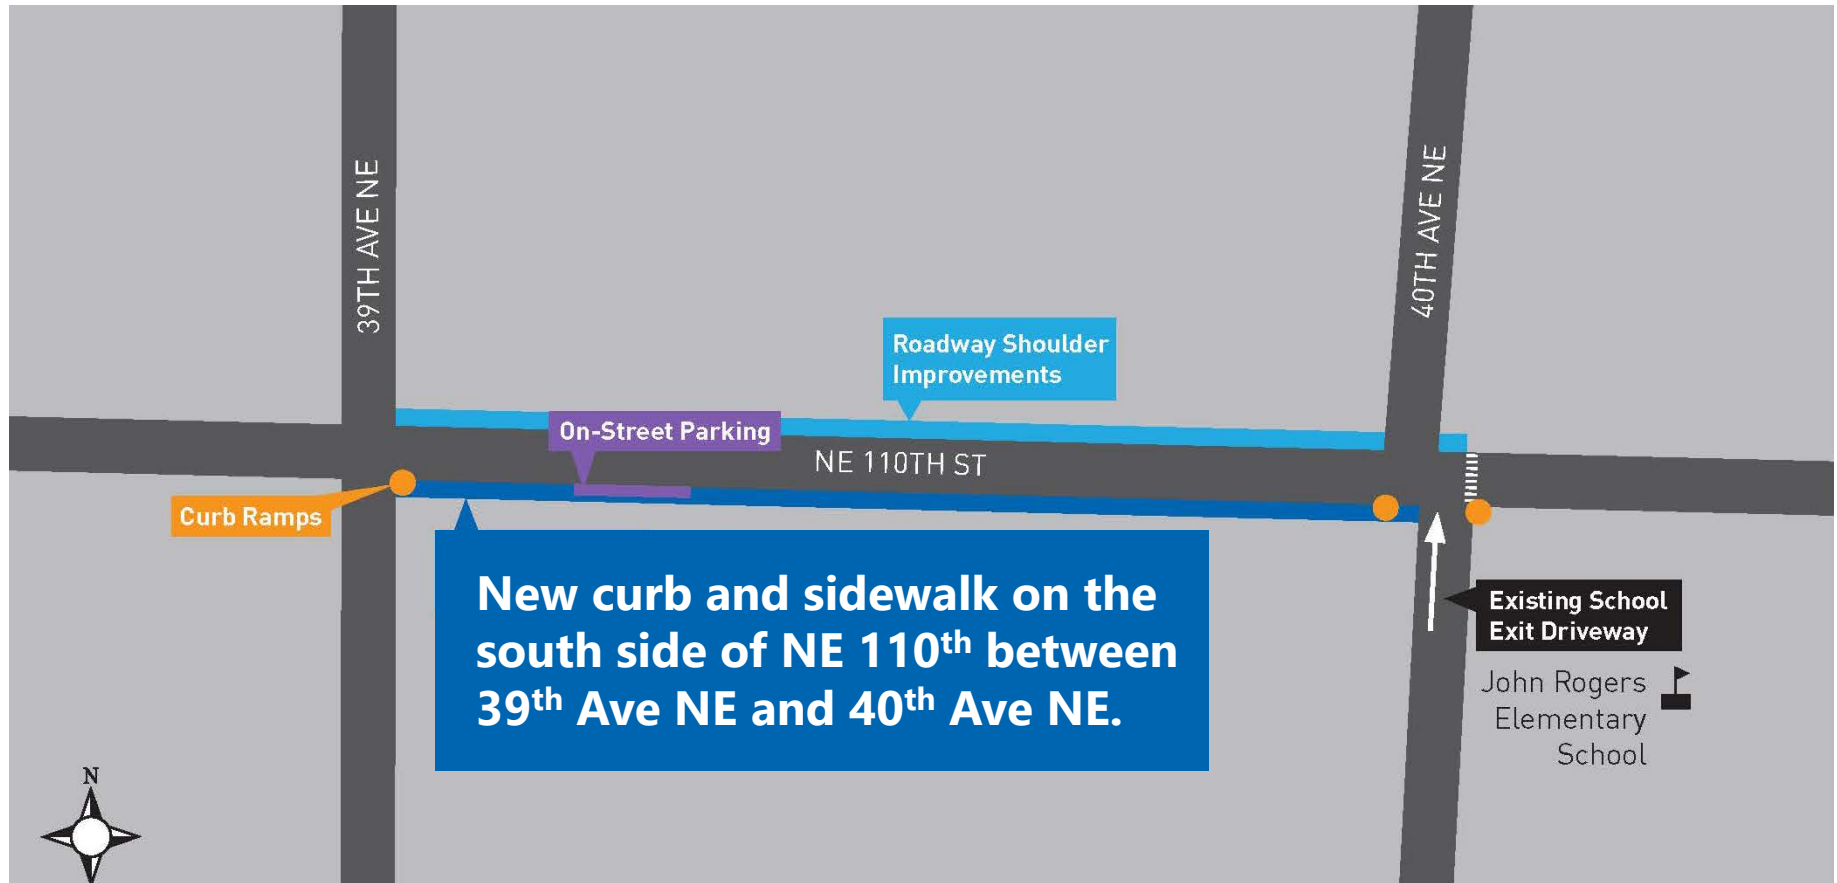 39TH AVE NE
40TH AVE NE
Roadway Shoulder
Improvements
On-Street Parking
NE 110TH ST
Curb Ramps
New curb and sidewalk on the
south side of NE 110th between
39th Ave NE and 40th Ave NE.
Existing School
Exit Driveway
John Rogers
Elementary
School
N